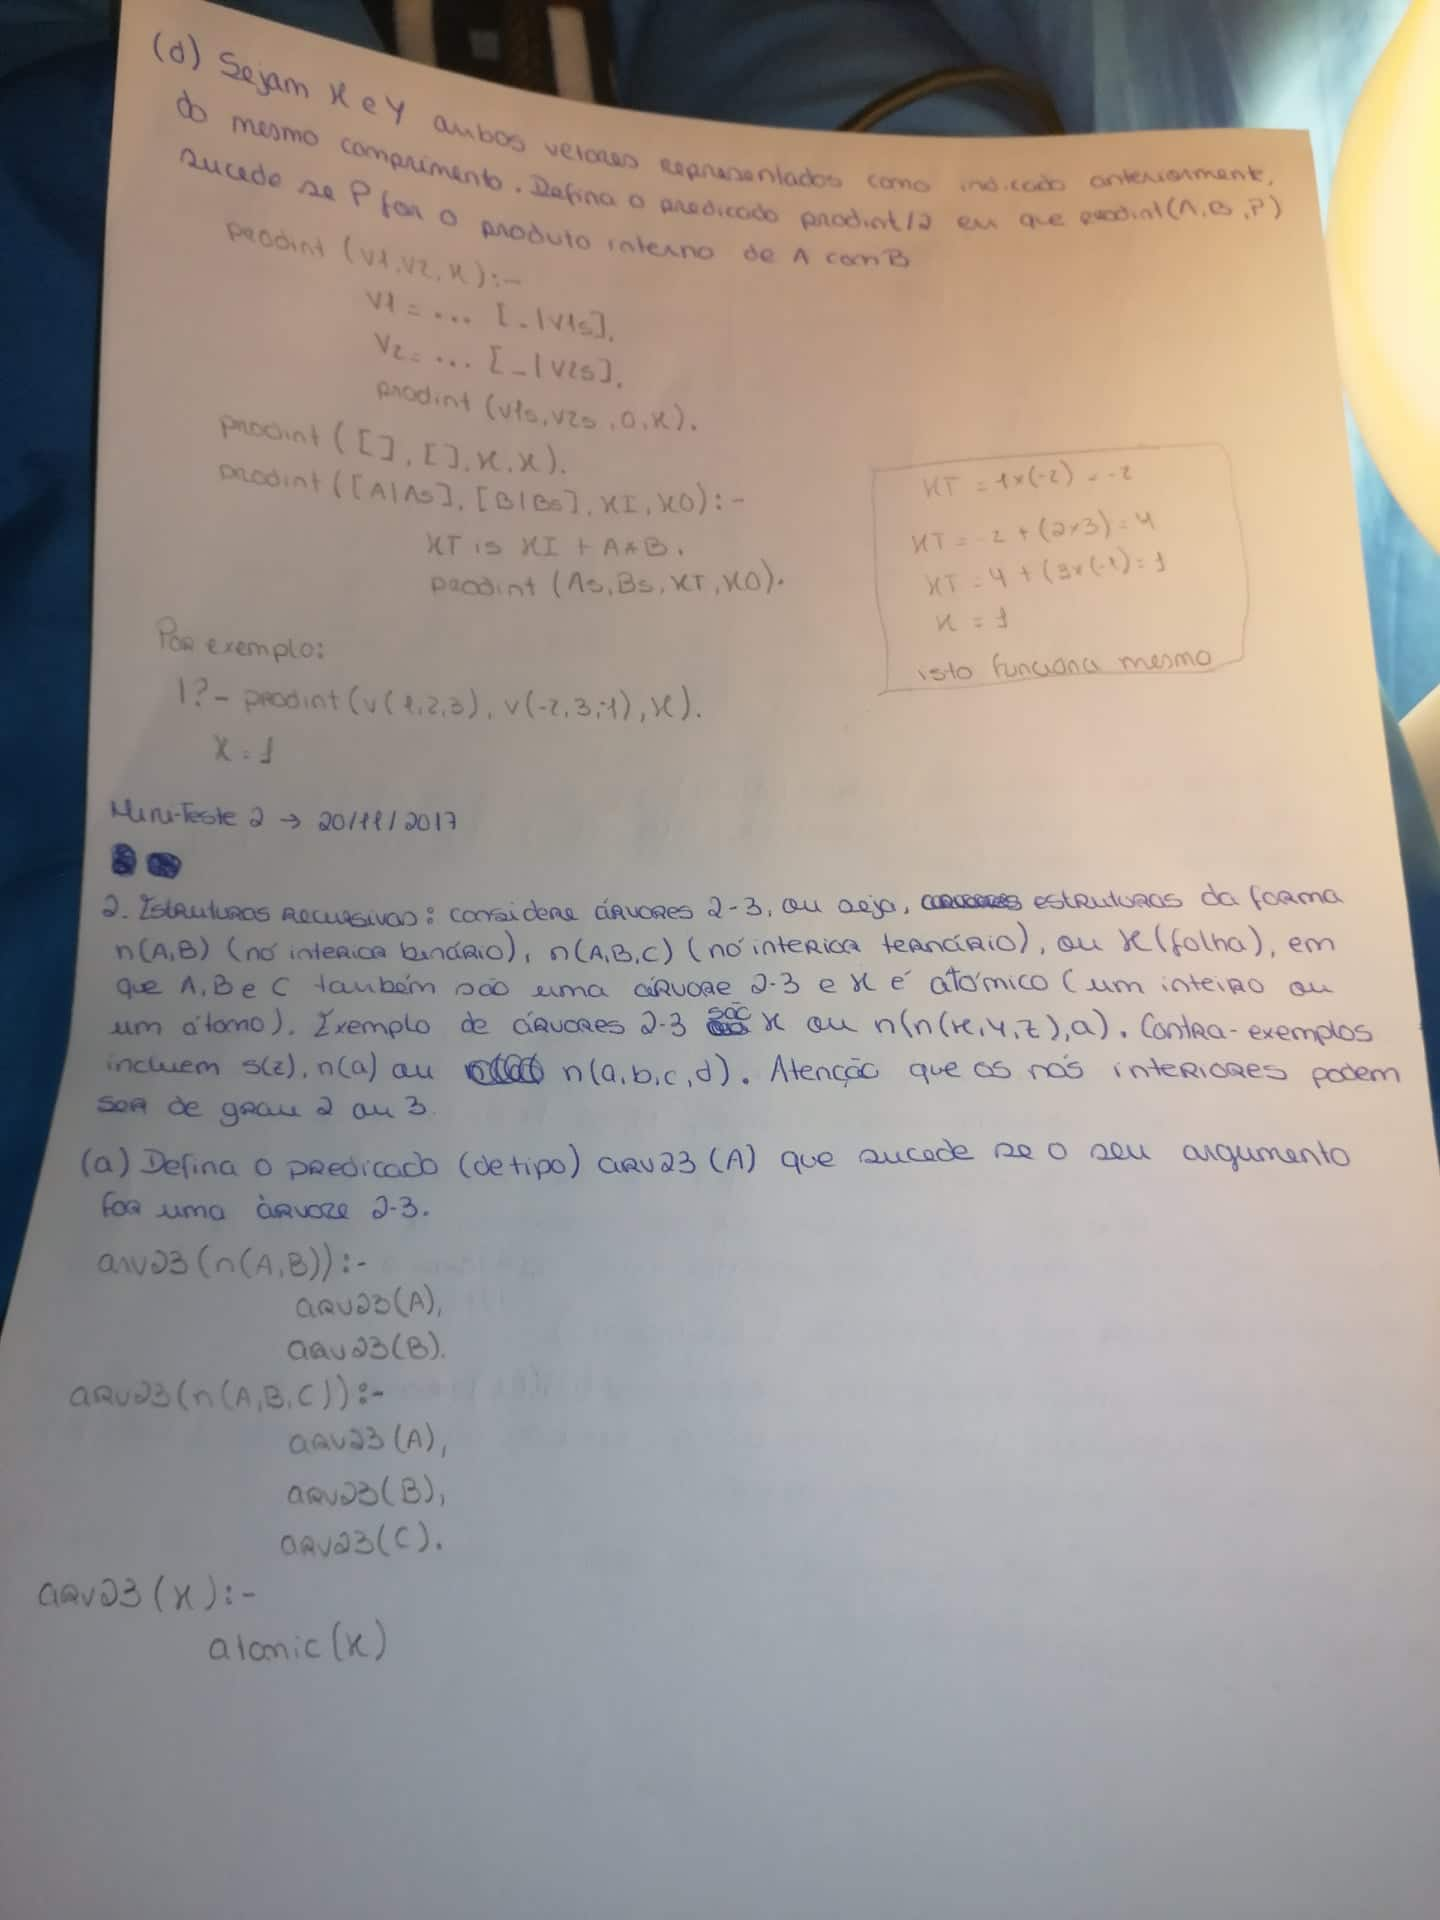 (d) Sejam X e Y ambos vetores representados como indicado anteriormente,
do mesmo comprimento. Defina o predicado prodint/2 em que prodint(A,B,P)
sucede se P for o produto interno de A com B
prodint (V1,V2,X):-
V1=... [_|V1s],
V2=... [_|V2s],
prodint (V1s,V2s,0,X).
prodint ([],[],X,X).
prodint ([A|As],[B|Bs],XI,XO):-
XT is XI + A*B,
prodint (As,Bs,XT,XO).
XT = 1x(-2) = -2
XT = -2 + (2x3) = 4
XT = 4 + (3x(-1) = 1
X = 1
isto funciona mesmo
Por exemplo:
|?- prodint(v(1,2,3), v(-2,3,-1),X).
X = 1
Mini-Teste 2 → 20/11/2017
2. Estruturas Recursivas: considere árvores 2-3, ou seja, estruturas da forma
n(A,B) (nó interior binário), n(A,B,C) (nó interior ternário), ou X (folha), em
que A, B e C também são uma árvore 2-3 e X é atómico (um inteiro ou
um átomo). Exemplo de árvores 2-3 são X ou n(n(x,y,z),a). Contra-exemplos
incluem s(z), n(a) ou n(a,b,c,d). Atenção que os nós interiores podem
ser de grau 2 ou 3.
(a) Defina o predicado (de tipo) arv23(A) que sucede se o seu argumento
for uma árvore 2-3.
arv23(n(A,B)):-
arv23(A),
arv23(B).
arv23(n(A,B,C)):-
arv23(A),
arv23(B),
arv23(C).
arv23(X):-
atomic(X)